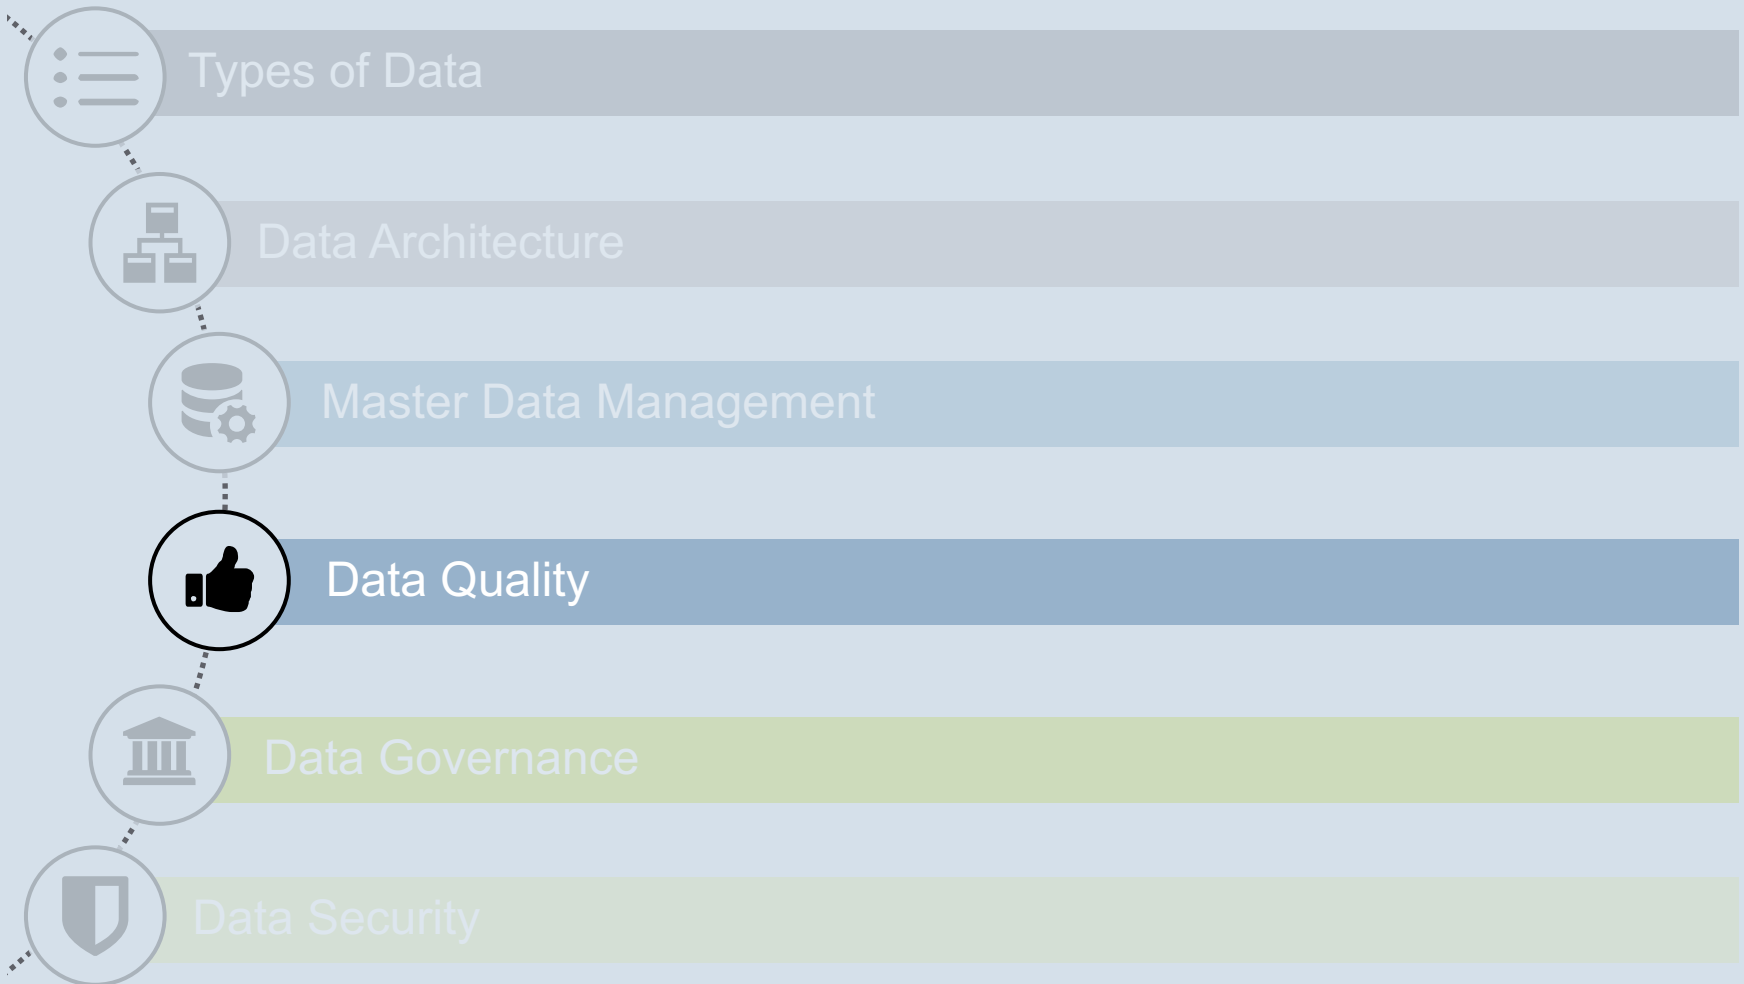 Types of Data
Data Architecture
Master Data Management
Data Quality
Data Governance
Data Security